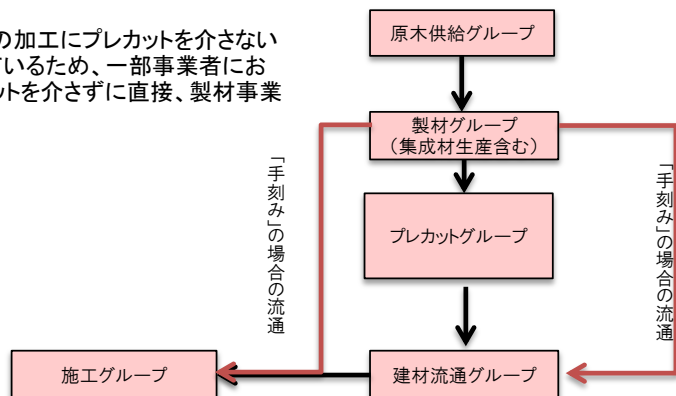 の加工にプレカットを介さない
ているため、一部事業者にお
ットを介さずに直接、製材事業
原木供給グループ
製材グループ
（集成材生産含む）
「手刻み」の場合の流通
「手刻み」の場合の流通
プレカットグループ
施工グループ
建材流通グループ